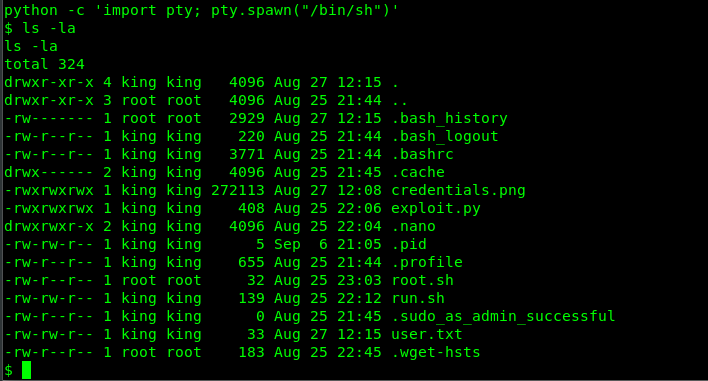 python -c 'import pty; pty.spawn("/bin/sh")'
$ ls -la
ls -la
total 324
drwxr-xr-x 4 king king   4096 Aug 27 12:15 .
drwxr-xr-x 3 root root   4096 Aug 25 21:44 ..
-rw------- 1 root root   2929 Aug 27 12:15 .bash_history
-rw-r--r-- 1 king king    220 Aug 25 21:44 .bash_logout
-rw-r--r-- 1 king king   3771 Aug 25 21:44 .bashrc
drwx------ 2 king king   4096 Aug 25 21:45 .cache
-rwxrwxrwx 1 king king 272113 Aug 27 12:08 credentials.png
-rwxrwxrwx 1 king king    408 Aug 25 22:06 exploit.py
drwxrwxr-x 2 king king   4096 Aug 25 22:04 .nano
-rw-rw-r-- 1 king king      5 Sep  6 21:05 .pid
-rw-r--r-- 1 king king    655 Aug 25 21:44 .profile
-rw-r--r-- 1 root root     32 Aug 25 23:03 root.sh
-rw-rw-r-- 1 king king    139 Aug 25 22:12 run.sh
-rw-r--r-- 1 king king      0 Aug 25 21:45 .sudo_as_admin_successful
-rw-rw-r-- 1 king king     33 Aug 27 12:15 user.txt
-rw-r--r-- 1 root root    183 Aug 25 22:45 .wget-hsts
$